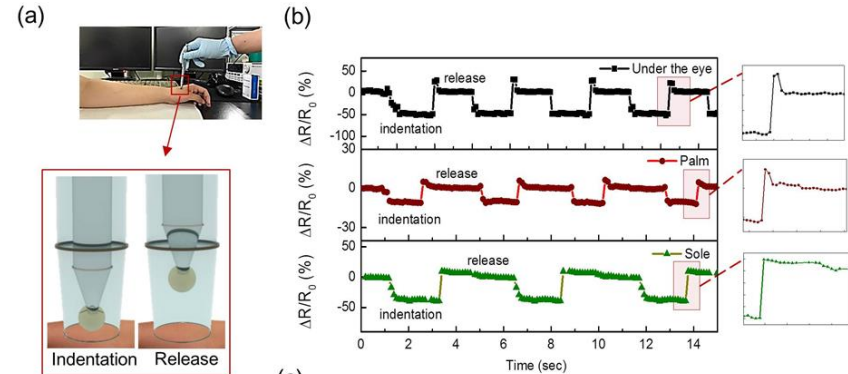 (a)
Indentation Release
(b)
ΔR/R₀ (%)
50
0
-50
-100
release
indentation
Under the eye
ΔR/R₀ (%)
30
0
-30
release
indentation
Palm
ΔR/R₀ (%)
50
0
-50
release
indentation
Sole
0 2 4 6 8 10 12 14
Time (sec)